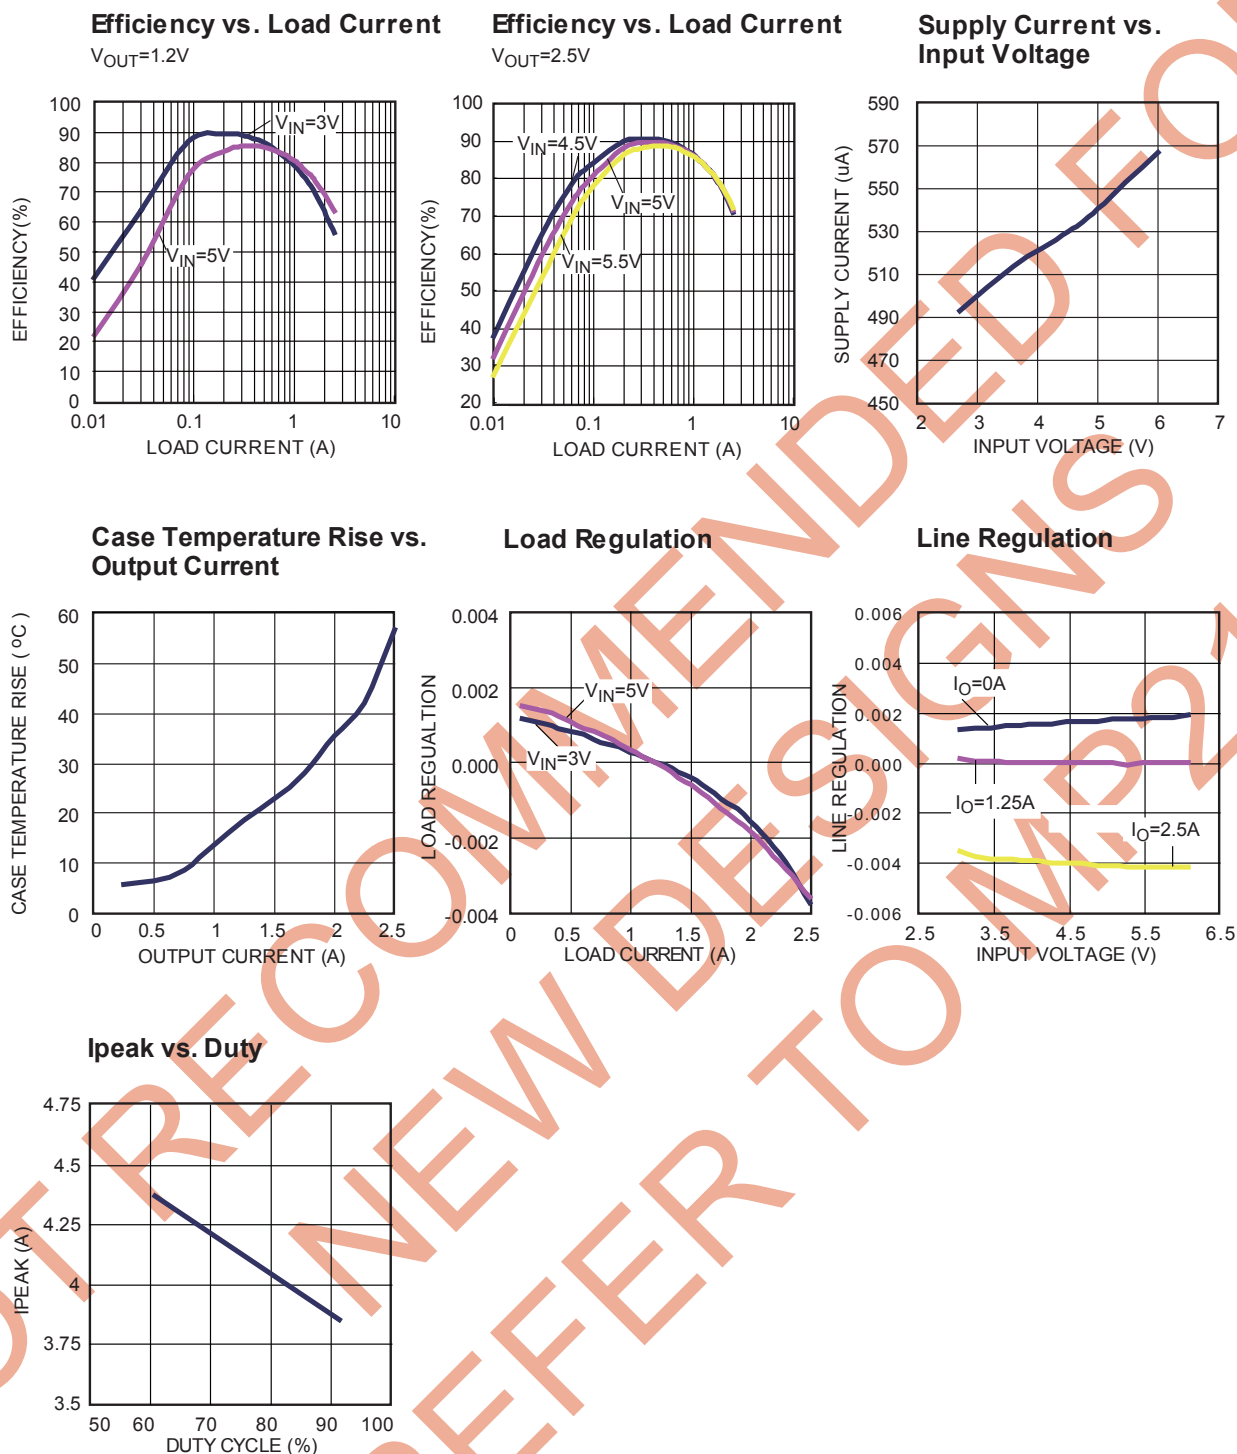 Efficiency vs. Load Current
VOUT=1.2V
EFFICIENCY(%)
100
90
80
70
60
50
40
30
20
10
0
VIN=3V
VIN=5V
0.01 0.1 1 10
LOAD CURRENT (A)
Efficiency vs. Load Current
VOUT=2.5V
EFFICIENCY(%)
100
90
80
70
60
50
40
30
20
VIN=4.5V
VIN=5V
VIN=5.5V
0.01 0.1 1 10
LOAD CURRENT (A)
Supply Current vs.
Input Voltage
SUPPLY CURRENT (uA)
590
570
550
530
510
490
470
450
2 3 4 5 6 7
INPUT VOLTAGE (V)
Case Temperature Rise vs.
Output Current
CASE TEMPERATURE RISE (ºC)
60
50
40
30
20
10
0
0 0.5 1 1.5 2 2.5
OUTPUT CURRENT (A)
Load Regulation
LOAD REGUALTION
0.004
0.002
0.000
-0.002
-0.004
VIN=5V
VIN=3V
0 0.5 1 1.5 2 2.5
LOAD CURRENT (A)
Line Regulation
LINE REGULATION
0.006
0.004
0.002
0.000
-0.002
-0.004
-0.006
IO=0A
IO=1.25A
IO=2.5A
2.5 3.5 4.5 5.5 6.5
INPUT VOLTAGE (V)
Ipeak vs. Duty
IPEAK (A)
4.75
4.5
4.25
4
3.75
3.5
50 60 70 80 90 100
DUTY CYCLE (%)
OT RECOMMENDED FO
NEW DESIGNS
REFER TO MP21